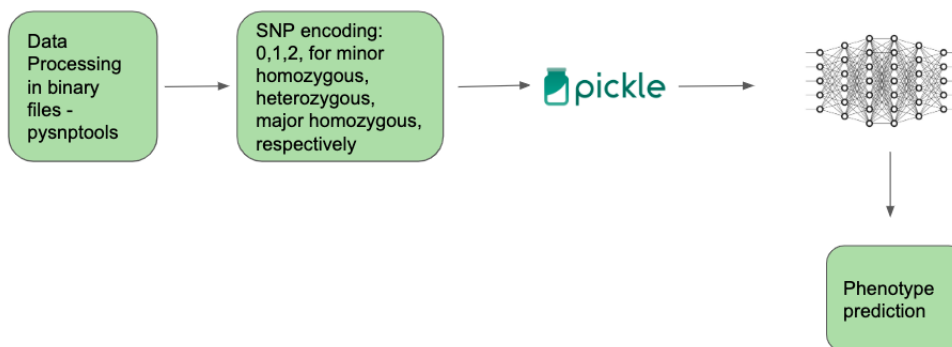 Data
Processing
in binary
files -
pysnptools
SNP encoding:
0,1,2, for minor
homozygous,
heterozygous,
major homozygous,
respectively
pickle
Phenotype
prediction